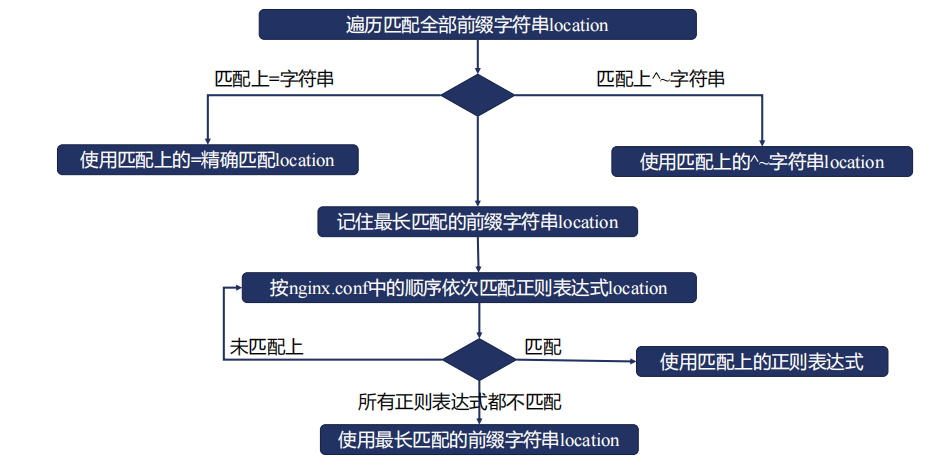 遍历匹配全部前缀字符串location
匹配上=字符串
匹配上^~字符串
使用匹配上的=精确匹配location
使用匹配上的^~字符串location
记住最长匹配的前缀字符串location
按nginx.conf中的顺序依次匹配正则表达式location
未匹配上
匹配
使用匹配上的正则表达式
所有正则表达式都不匹配
使用最长匹配的前缀字符串location